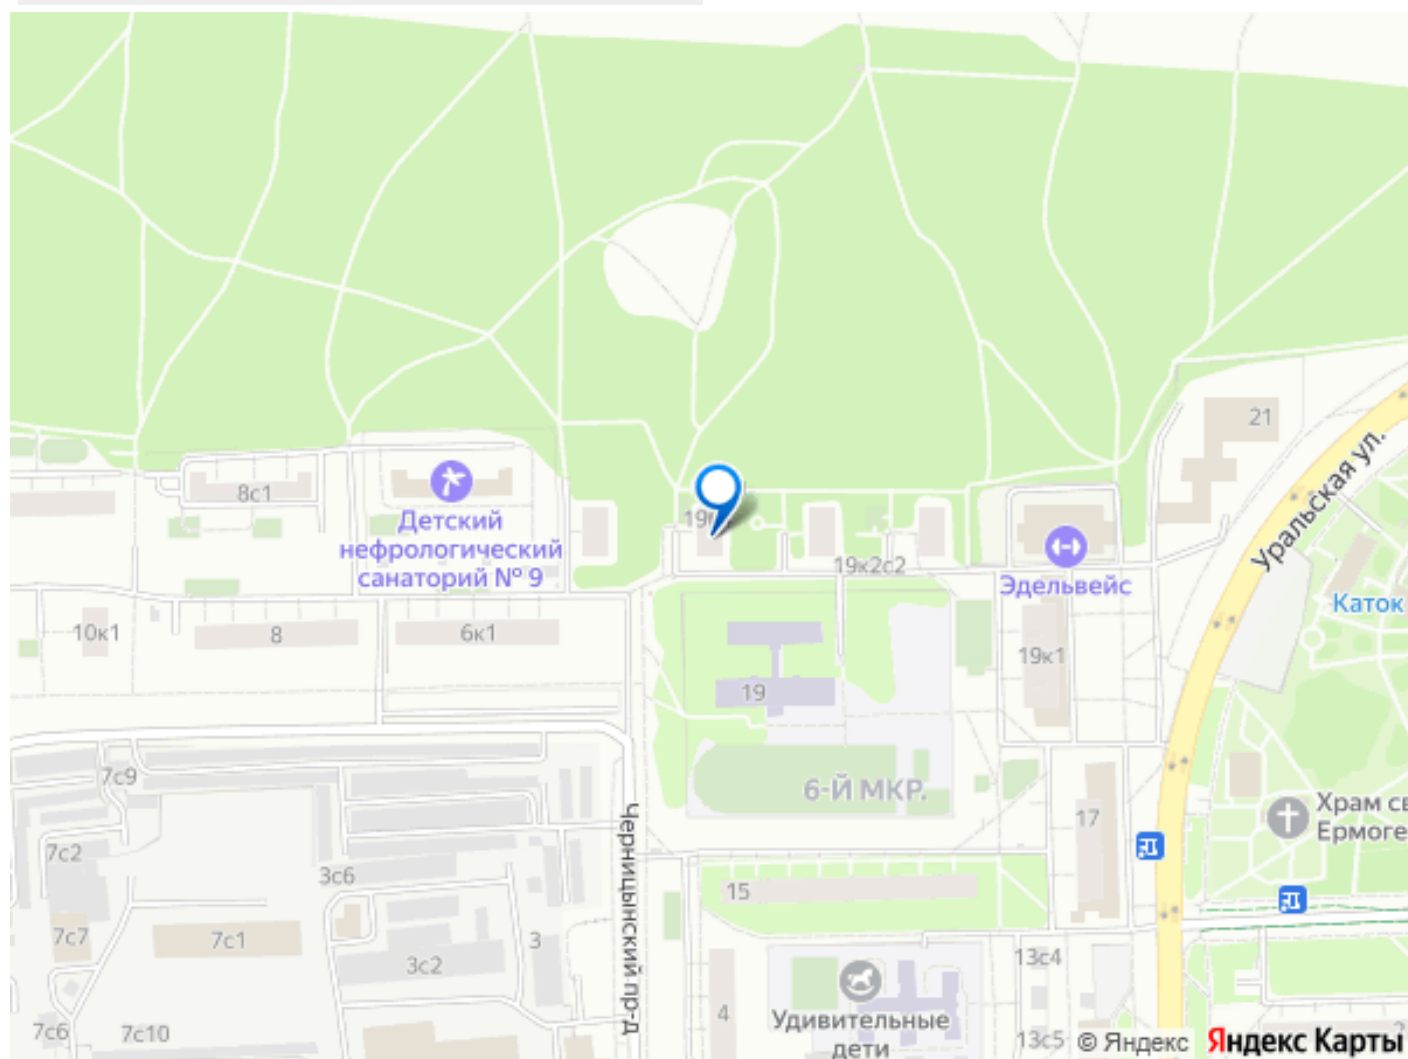 21
Уральская ул.
8с1
Детский
нефрологический
санаторий № 9
19к2с2
Эдельвейс
Каток
10к1
8
6к1
19к1
19
7с9
6-Й МКР.
Храм св
Ермоге
17
Черницынский пр-д
7с2
3с6
15
7с7
7с1
3с2
3
13с4
4
Удивительные
дети
7с6
7с10
13с5
© Яндекс
Яндекс Карты